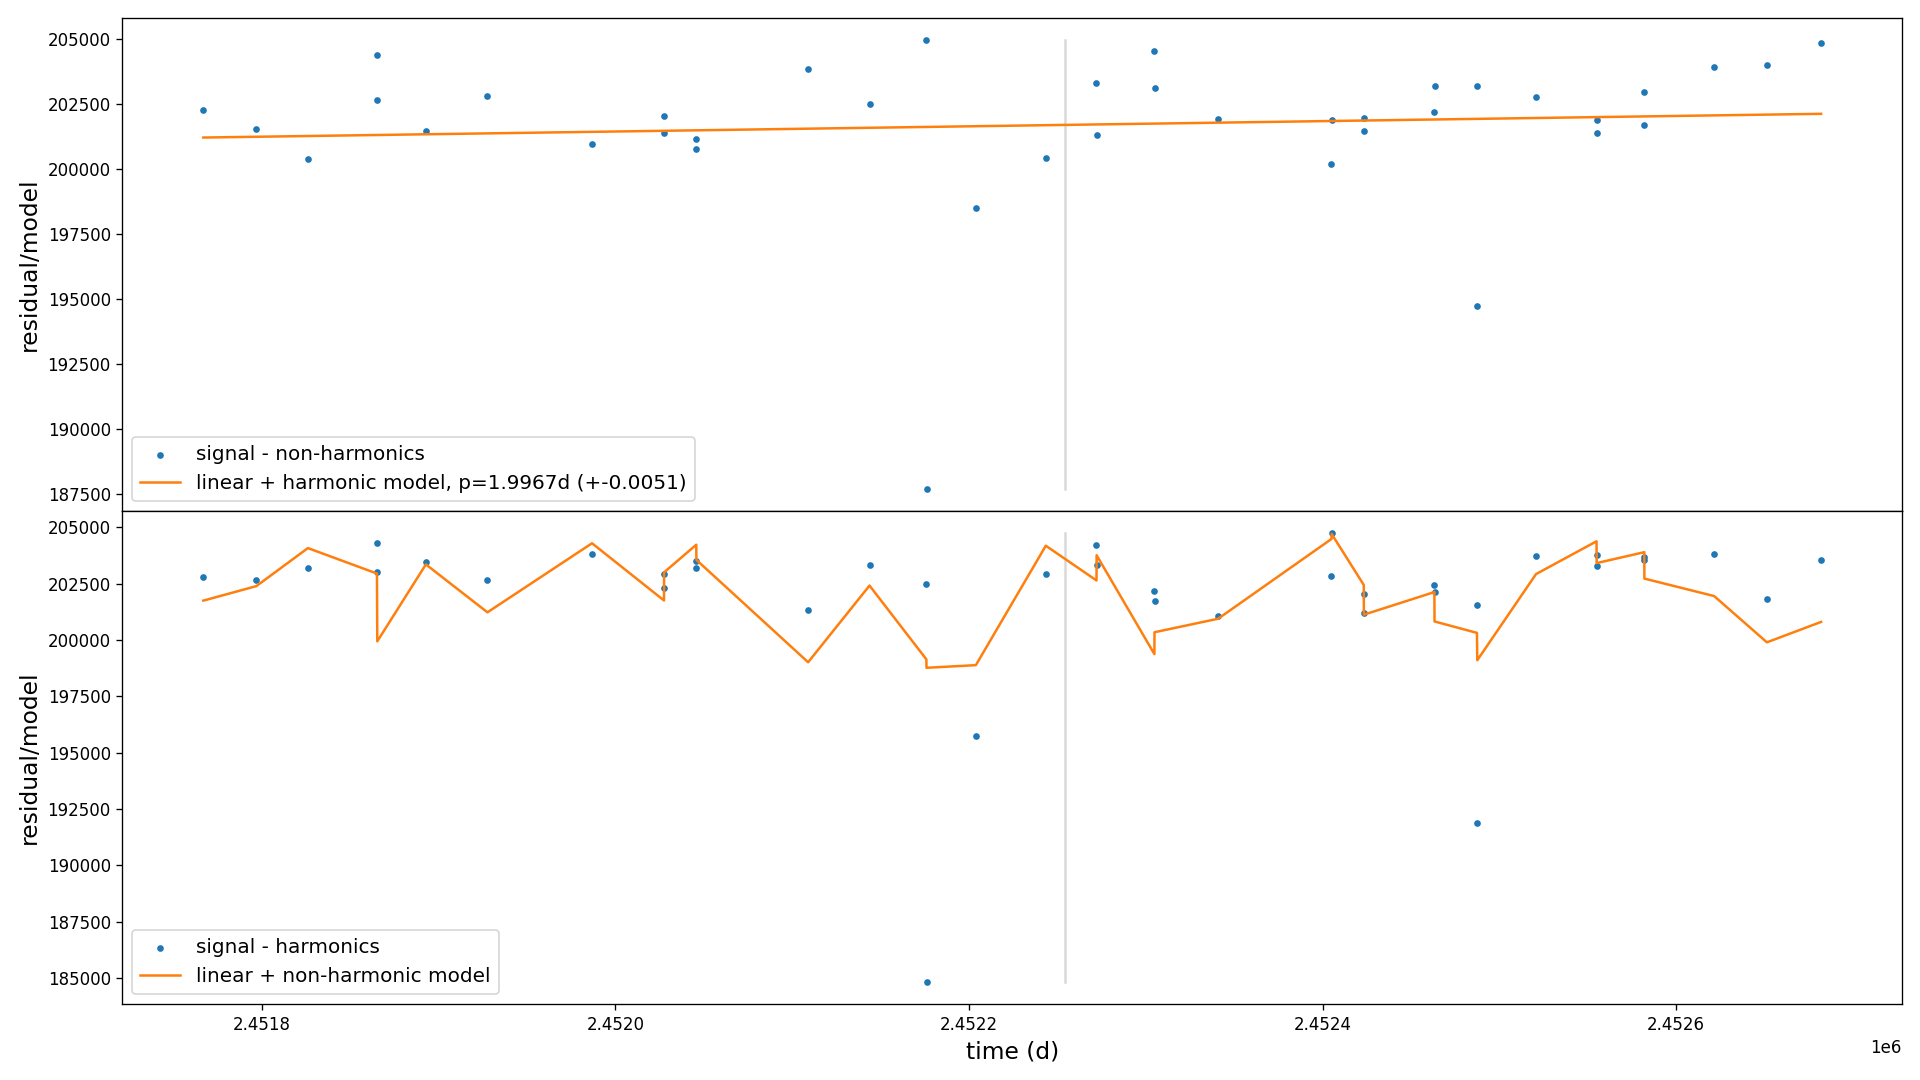 205000
202500
200000
197500
195000
192500
190000
187500
residual/model
signal - non-harmonics
linear + harmonic model, p=1.9967d (+-0.0051)
205000
202500
200000
197500
195000
192500
190000
187500
185000
residual/model
signal - harmonics
linear + non-harmonic model
2.4518 2.4520 2.4522 2.4524 2.4526
time (d)
1e6